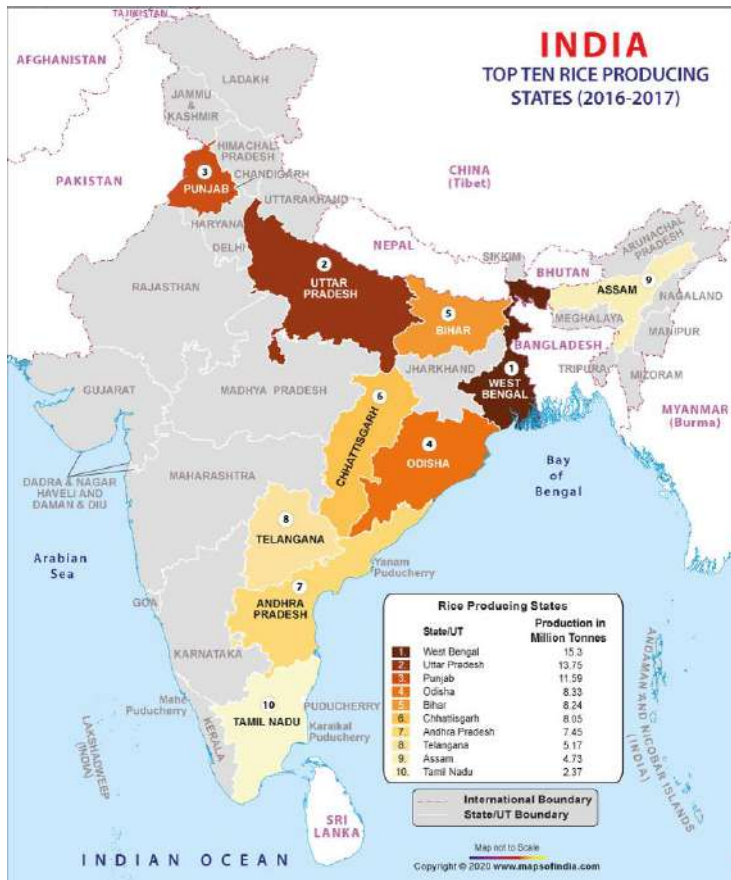 INDIA
TOP TEN RICE PRODUCING
STATES (2016-2017)
TAJIKISTAN
AFGHANISTAN
LADAKH
JAMMU
&
KASHMIR
HIMACHAL
PRADESH
CHINA
(Tibet)
3
PUNJAB
CHANDIGARH
PAKISTAN
UTTARAKHAND
HARYANA
DELHI
NEPAL
SIKKIM
BHUTAN
ARUNACHAL
PRADESH
2
UTTAR
PRADESH
9
ASSAM
NAGALAND
RAJASTHAN
5
BIHAR
MEGHALAYA
MANIPUR
BANGLADESH
JHARKHAND
1
WEST
BENGAL
TRIPURA
MIZORAM
GUJARAT
MADHYA PRADESH
MYANMAR
(Burma)
6
CHHATTISGARH
4
ODISHA
DADRA & NAGAR
HAVELI AND
DAMAN & DIU
MAHARASHTRA
Bay
of
Bengal
8
TELANGANA
Arabian
Sea
Yanam
Puducherry
7
ANDHRA
PRADESH
GOA
KARNATAKA
Rice Producing States
State/UT Production in
Million Tonnes
1. West Bengal 15.3
2. Uttar Pradesh 13.75
3. Punjab 11.59
4 Odisha 8.33
5 Bihar 8.24
6. Chhattisgarh 8.05
7. Andhra Pradesh 7.45
8. Telangana 5.17
9. Assam 4.73
10. Tamil Nadu 2.37
International Boundary
State/UT Boundary
Mahe
Puducherry
10
TAMIL NADU
PUDUCHERRY
Karaikal
Puducherry
KERALA
LAKSHADWEEP
(INDIA)
ANDAMAN AND NICOBAR ISLANDS
(INDIA)
SRI
LANKA
INDIAN OCEAN
Map not to Scale
Copyright © 2020 www.mapsofindia.com